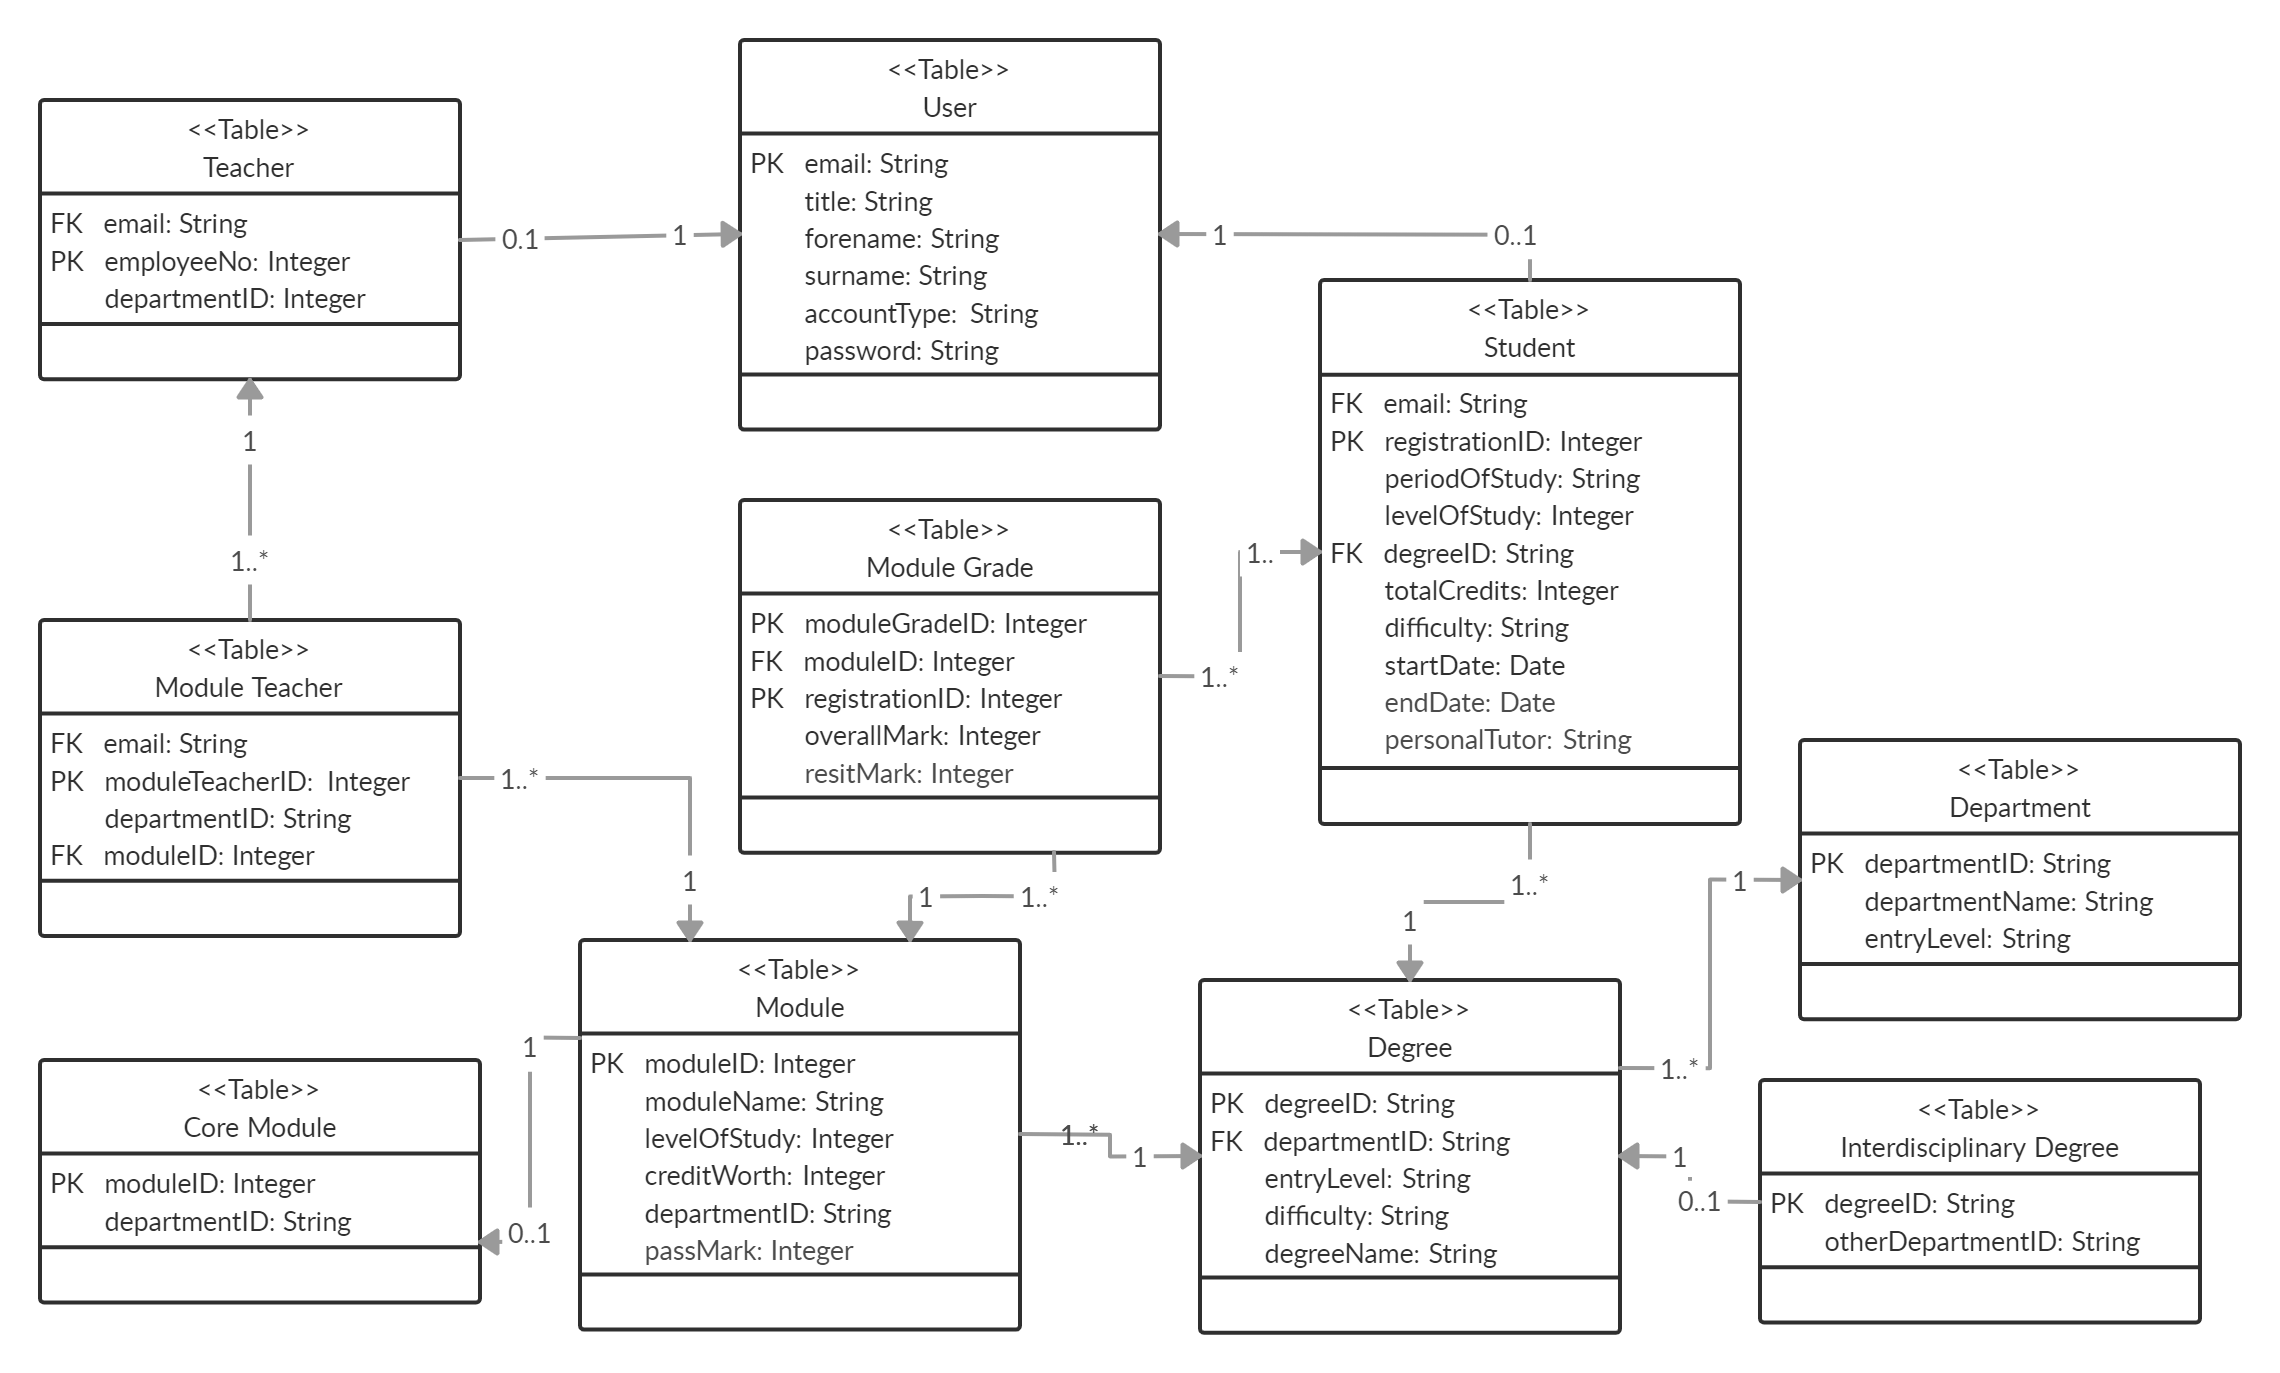 <<Table>>
User
PK email: String
title: String
forename: String
surname: String
accountType: String
password: String
<<Table>>
Teacher
FK email: String
PK employeeNo: Integer
departmentID: Integer
0.1
1
1
0..1
<<Table>>
Student
FK email: String
PK registrationID: Integer
periodOfStudy: String
levelOfStudy: Integer
FK degreeID: String
totalCredits: Integer
difficulty: String
startDate: Date
endDate: Date
personalTutor: String
1
1..*
<<Table>>
Module Grade
PK moduleGradeID: Integer
FK moduleID: Integer
PK registrationID: Integer
overallMark: Integer
resitMark: Integer
1..
1..*
<<Table>>
Module Teacher
FK email: String
PK moduleTeacherID: Integer
departmentID: String
FK moduleID: Integer
1..*
1
1
1..*
1..*
1
<<Table>>
Department
PK departmentID: String
departmentName: String
entryLevel: String
1
1..*
<<Table>>
Module
PK moduleID: Integer
moduleName: String
levelOfStudy: Integer
creditWorth: Integer
departmentID: String
passMark: Integer
1
0..1
<<Table>>
Core Module
PK moduleID: Integer
departmentID: String
1..*
1
<<Table>>
Degree
PK degreeID: String
FK departmentID: String
entryLevel: String
difficulty: String
degreeName: String
1
0..1
<<Table>>
Interdisciplinary Degree
PK degreeID: String
otherDepartmentID: String